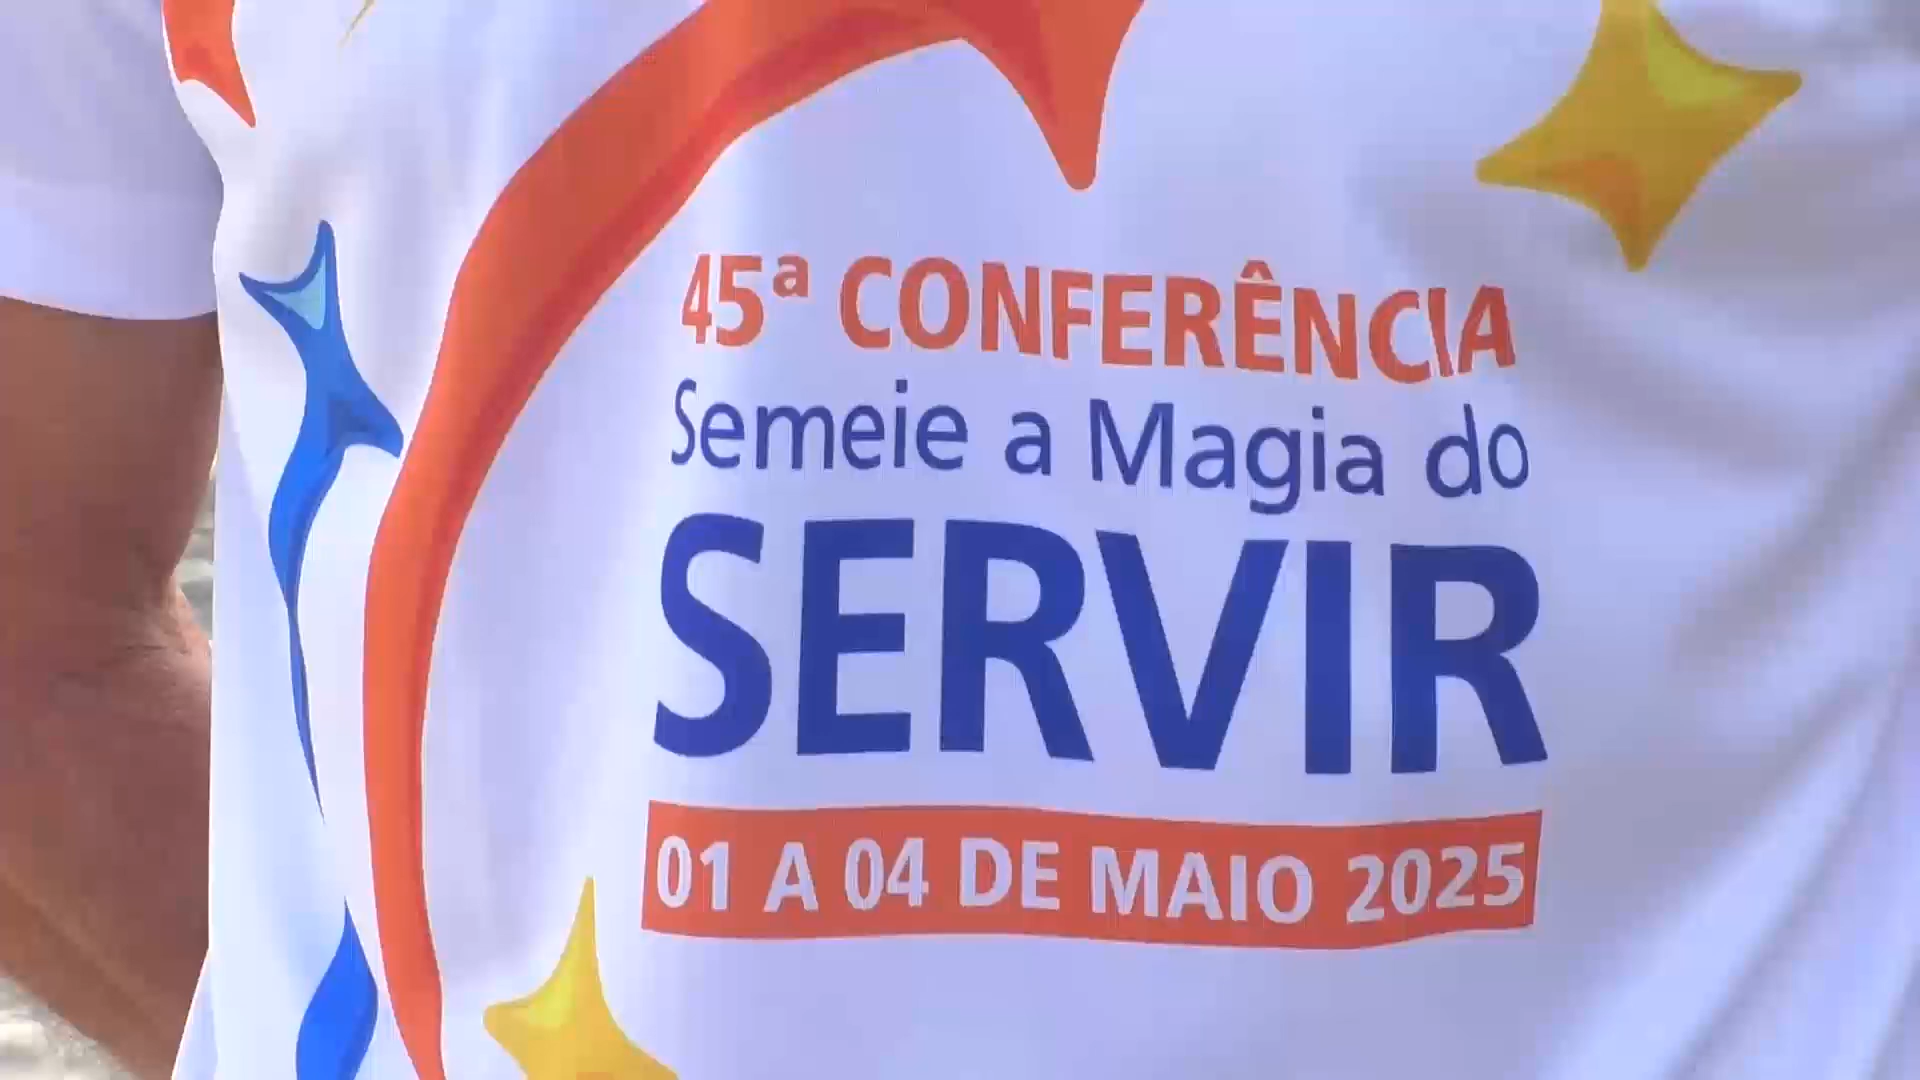 45ª CONFERÊNCIA
Semeie a Magia do
SERVIR
01 A 04 DE MAIO 2025